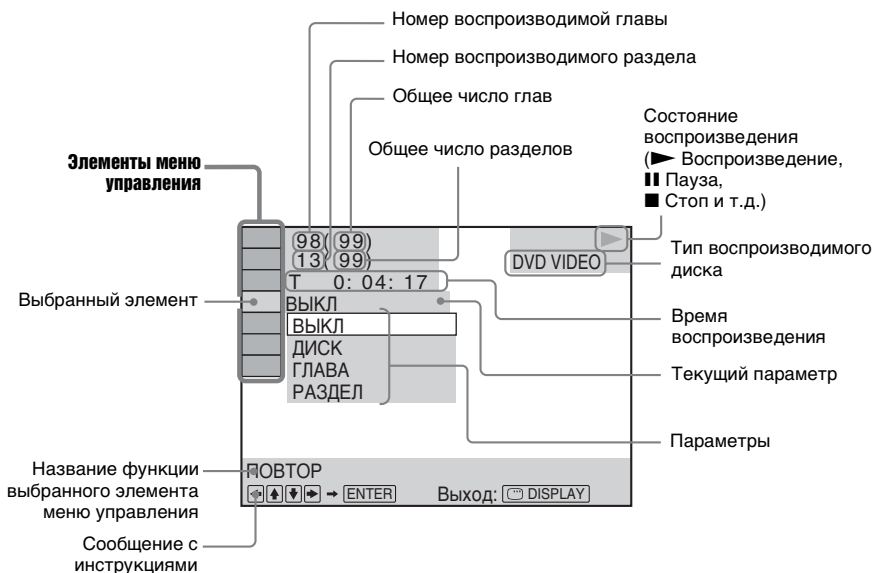 Номер воспроизводимой главы
Номер воспроизводимого раздела
Общее число глав
Общее число разделов
Состояние
воспроизведения
(► Воспроизведение,
▮▮ Пауза,
■ Стоп и т.д.)
Элементы меню
управления
98( 99)
13( 99)
T 0: 04: 17
DVD VIDEO
Тип воспроизводимого
диска
Выбранный элемент
ВЫКЛ
ВЫКЛ
ДИСК
ГЛАВА
РАЗДЕЛ
Время
воспроизведения
Текущий параметр
Параметры
Название функции
выбранного элемента
меню управления
ПОВТОР
← ↑ ↓ → → ENTER Выход: DISPLAY
Сообщение с
инструкциями